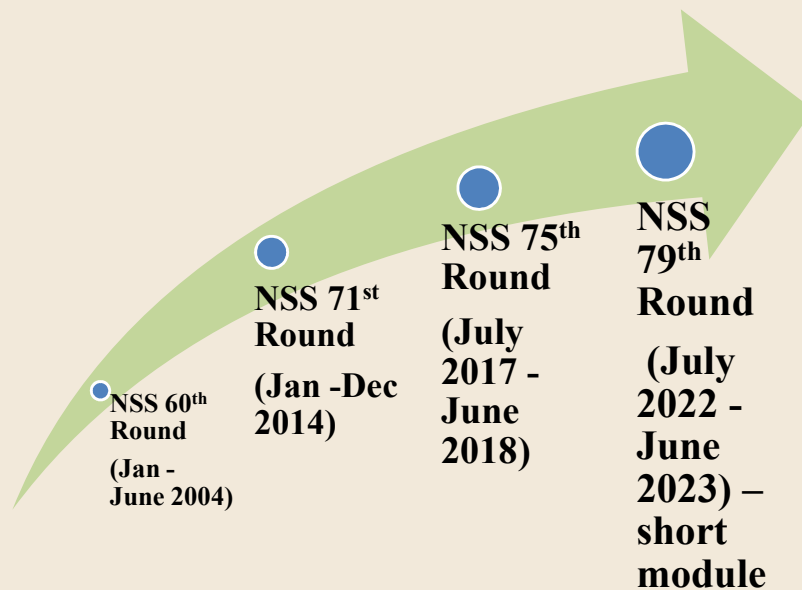 NSS 60th
Round
(Jan -
June 2004)
NSS 71st
Round
(Jan -Dec
2014)
NSS 75th
Round
(July
2017 -
June
2018)
NSS
79th
Round
(July
2022 -
June
2023) –
short
module